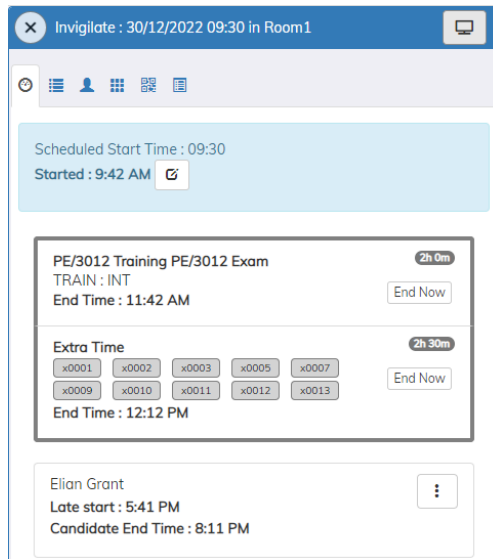 Invigilate : 30/12/2022 09:30 in Room1
Scheduled Start Time : 09:30
Started : 9:42 AM
PE/3012 Training PE/3012 Exam 2h 0m
TRAIN : INT
End Time : 11:42 AM End Now
Extra Time 2h 30m
x0001 x0002 x0003 x0005 x0007
End Now
x0009 x0010 x0011 x0012 x0013
End Time : 12:12 PM
Elian Grant
Late start : 5:41 PM
Candidate End Time : 8:11 PM